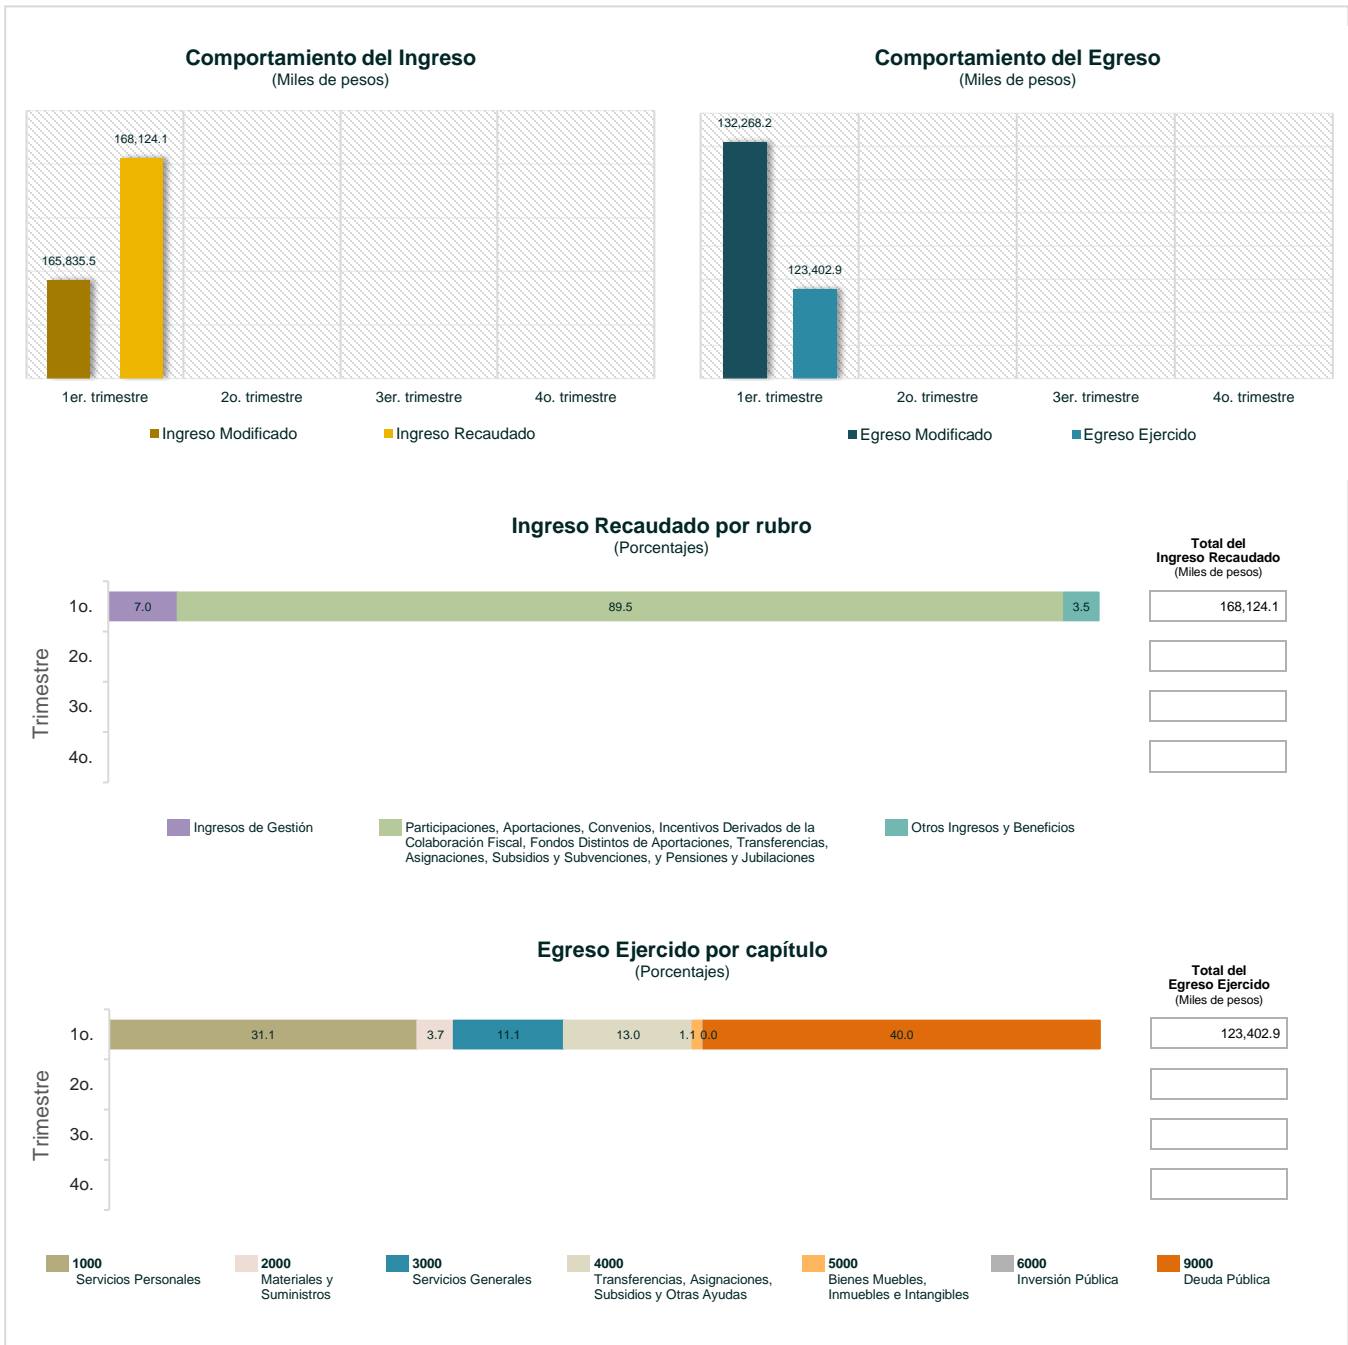 Comportamiento del Ingreso
(Miles de pesos)
168,124.1
165,835.5
1er. trimestre 2o. trimestre 3er. trimestre 4o. trimestre
Ingreso Modificado Ingreso Recaudado
Comportamiento del Egreso
(Miles de pesos)
132,268.2
123,402.9
1er. trimestre 2o. trimestre 3er. trimestre 4o. trimestre
Egreso Modificado Egreso Ejercido
Ingreso Recaudado por rubro
(Porcentajes)
Total del
Ingreso Recaudado
(Miles de pesos)
Trimestre
1o. 7.0 89.5 3.5 168,124.1
2o.
3o.
4o.
Ingresos de Gestión
Participaciones, Aportaciones, Convenios, Incentivos Derivados de la
Colaboración Fiscal, Fondos Distintos de Aportaciones, Transferencias,
Asignaciones, Subsidios y Subvenciones, y Pensiones y Jubilaciones
Otros Ingresos y Beneficios
Egreso Ejercido por capítulo
(Porcentajes)
Total del
Egreso Ejercido
(Miles de pesos)
Trimestre
1o. 31.1 3.7 11.1 13.0 1.1 0.0 40.0 123,402.9
2o.
3o.
4o.
1000
Servicios Personales
2000
Materiales y
Suministros
3000
Servicios Generales
4000
Transferencias, Asignaciones,
Subsidios y Otras Ayudas
5000
Bienes Muebles,
Inmuebles e Intangibles
6000
Inversión Pública
9000
Deuda Pública